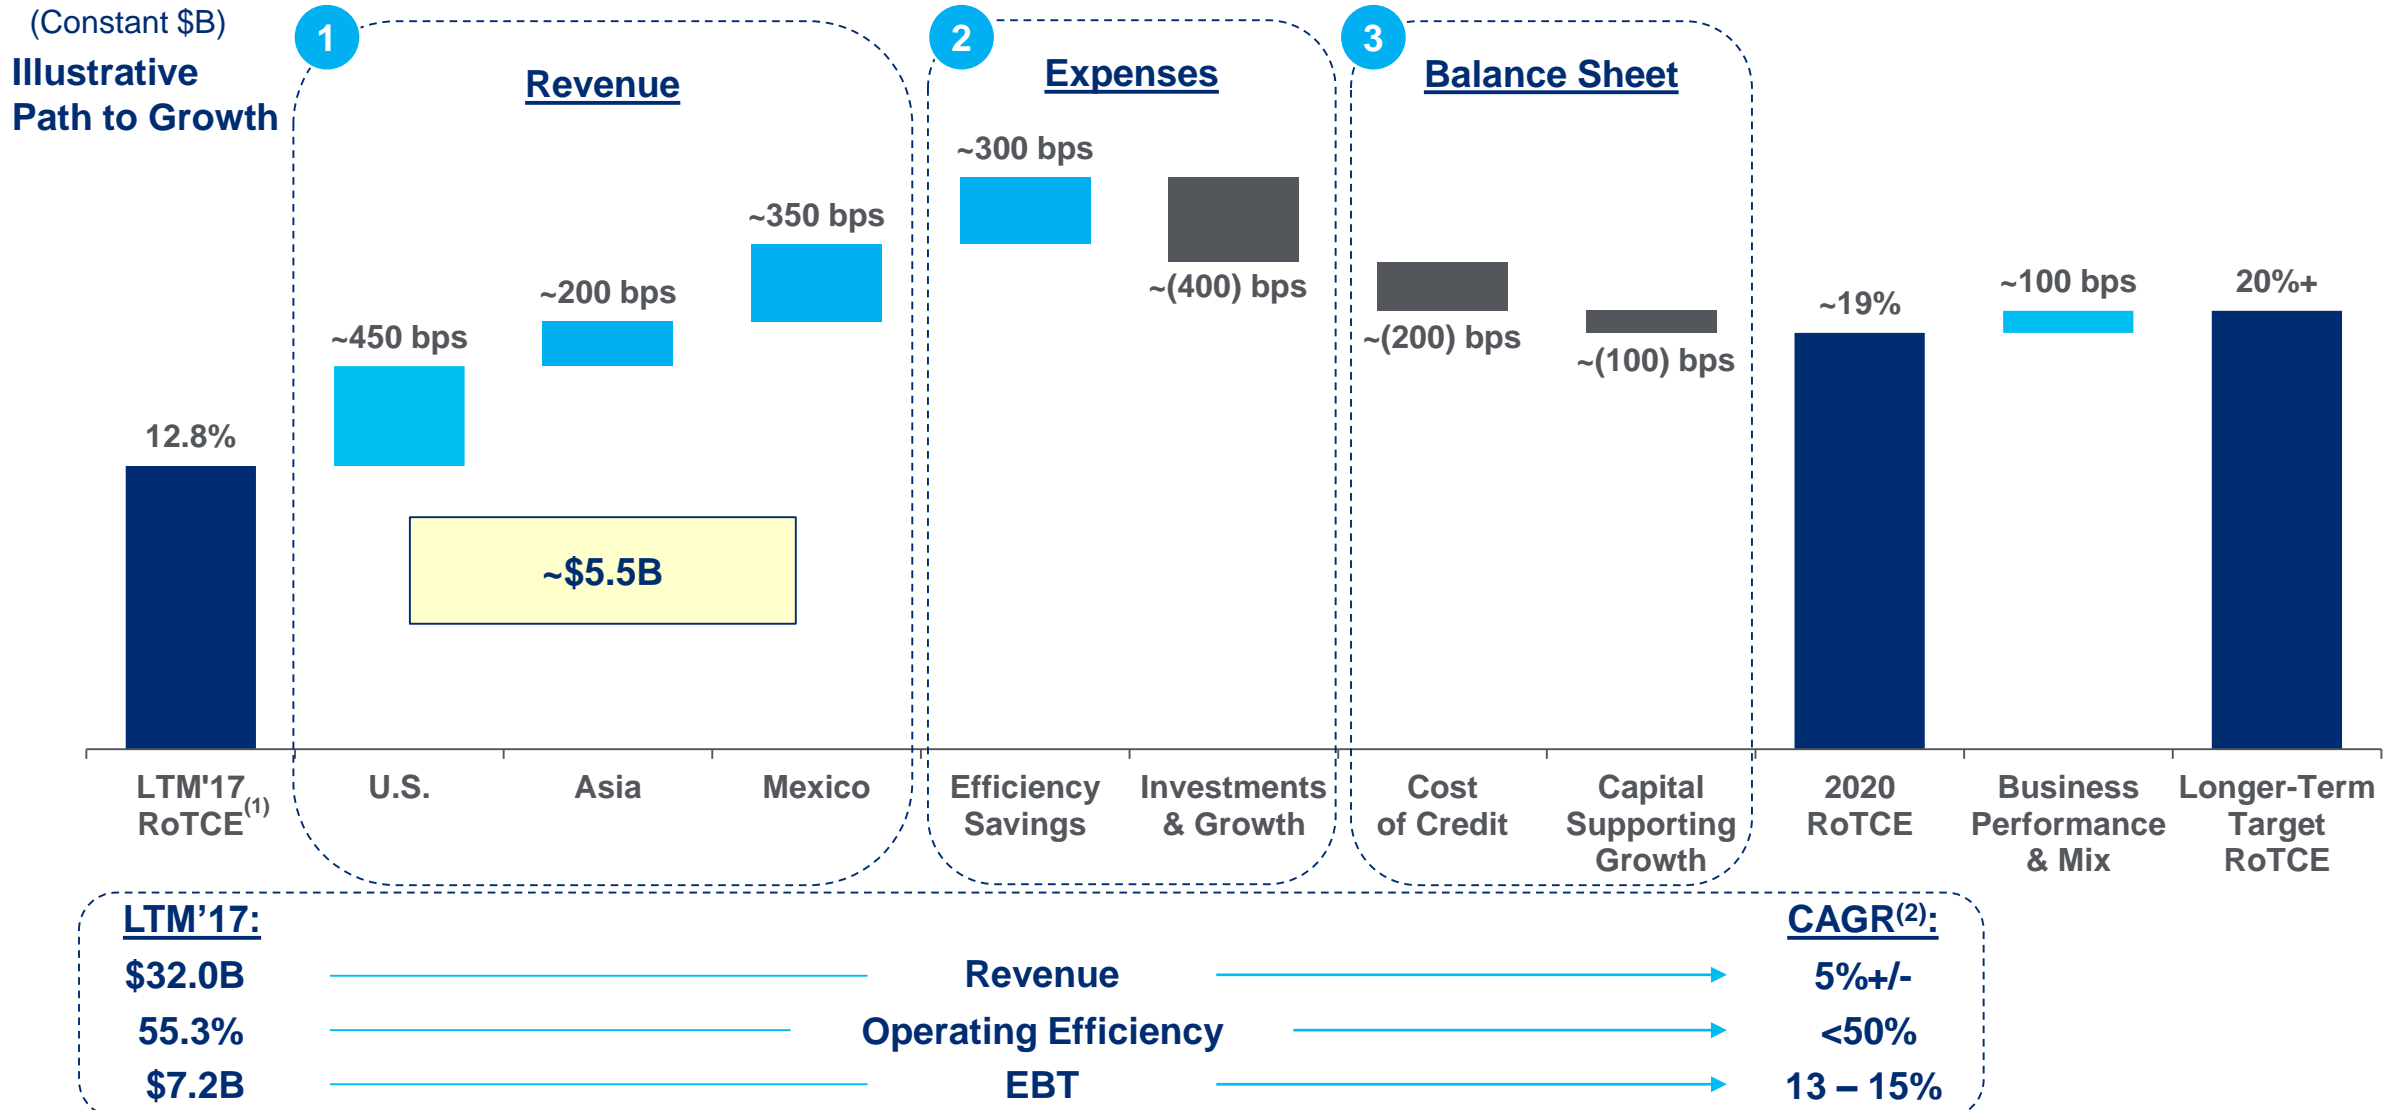 (Constant $B)
Illustrative
Path to Growth
1
Revenue
2
Expenses
3
Balance Sheet
12.8%
~450 bps
~200 bps
~350 bps
~300 bps
~(400) bps
~(200) bps
~(100) bps
~19%
~100 bps
20%+
~$5.5B
LTM'17
RoTCE(1)
U.S.
Asia
Mexico
Efficiency
Savings
Investments
& Growth
Cost
of Credit
Capital
Supporting
Growth
2020
RoTCE
Business
Performance
& Mix
Longer-Term
Target
RoTCE
LTM’17:
CAGR(2):
$32.0B
Revenue
5%+/-
55.3%
Operating Efficiency
<50%
$7.2B
EBT
13 – 15%